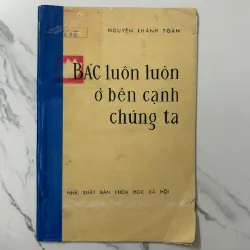 NGUYỄN KHÁNH TOÀN
BÁC luôn luôn
ở bên cạnh
chúng ta
NHÀ XUẤT BẢN KHOA HỌC XÃ HỘI